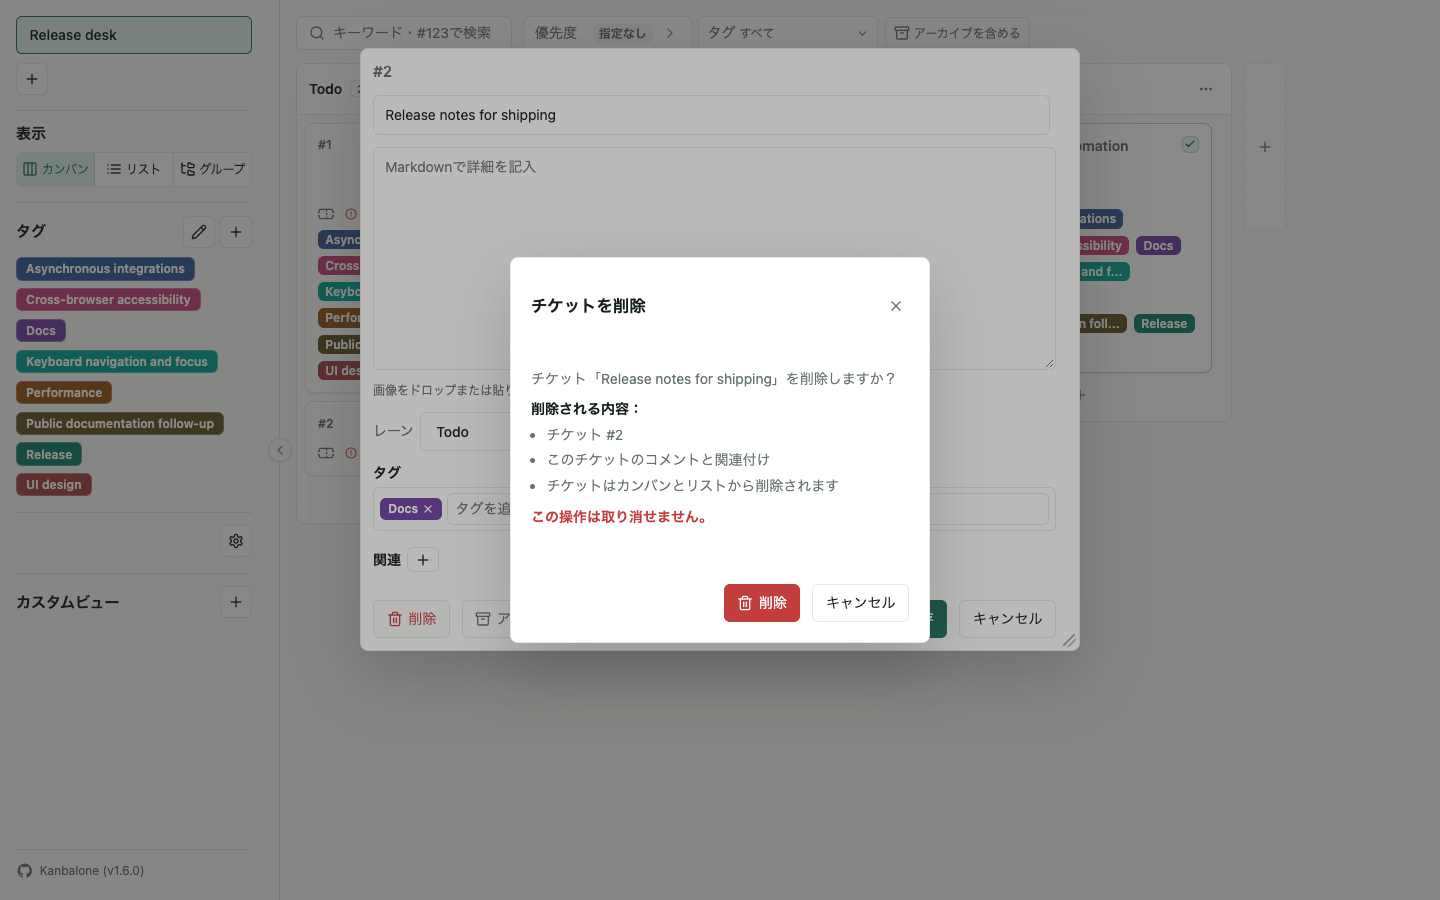 Release desk
表示
カンバン
リスト
グループ
タグ
Asynchronous integrations
Cross-browser accessibility
Docs
Keyboard navigation and focus
Performance
Public documentation follow-up
Release
UI design
カスタムビュー
Kanbalone (v1.6.0)
キーワード・#123で検索
優先度 指定なし
タグ すべて
アーカイブを含める
Todo
#1
#2
#2
Release notes for shipping
Markdownで詳細を記入
画像をドロップまたは貼り
レーン Todo
タグ
Docs
タグを追
関連
削除
キャンセル
チケットを削除
チケット「Release notes for shipping」を削除しますか？
削除される内容：
チケット #2
このチケットのコメントと関連付け
チケットはカンバンとリストから削除されます
この操作は取り消せません。
削除
キャンセル
Docs
and f...
Release